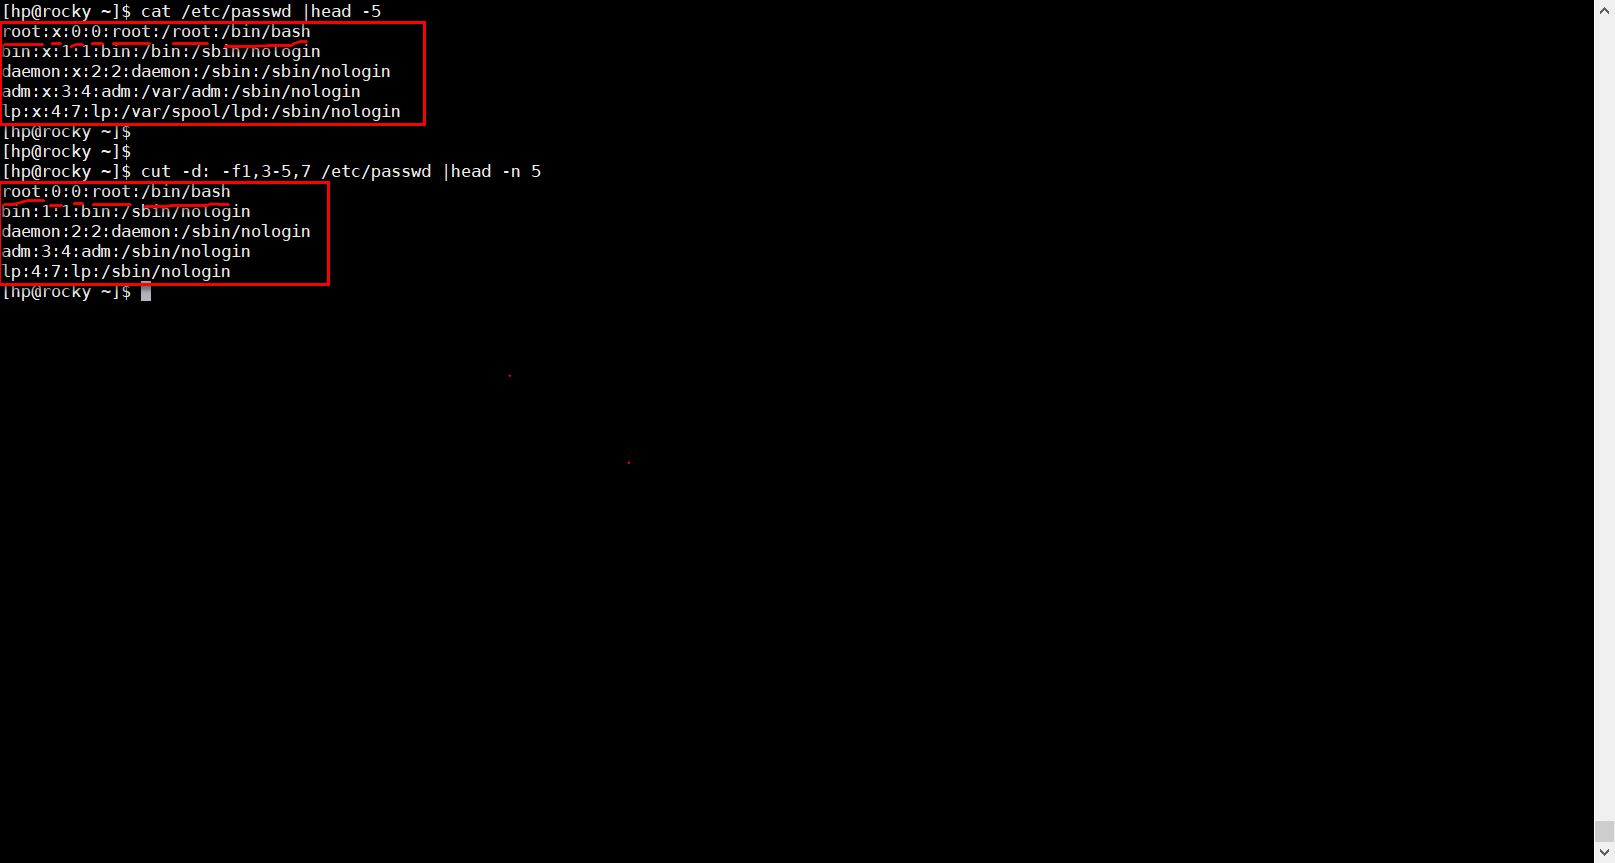 [hp@rocky ~]$ cat /etc/passwd |head -5
root:x:0:0:root:/root:/bin/bash
bin:x:1:1:bin:/bin:/sbin/nologin
daemon:x:2:2:daemon:/sbin:/sbin/nologin
adm:x:3:4:adm:/var/adm:/sbin/nologin
lp:x:4:7:lp:/var/spool/lpd:/sbin/nologin
[hp@rocky ~]$
[hp@rocky ~]$
[hp@rocky ~]$ cut -d: -f1,3-5,7 /etc/passwd |head -n 5
root:0:0:root:/bin/bash
bin:1:1:bin:/sbin/nologin
daemon:2:2:daemon:/sbin/nologin
adm:3:4:adm:/sbin/nologin
lp:4:7:lp:/sbin/nologin
[hp@rocky ~]$